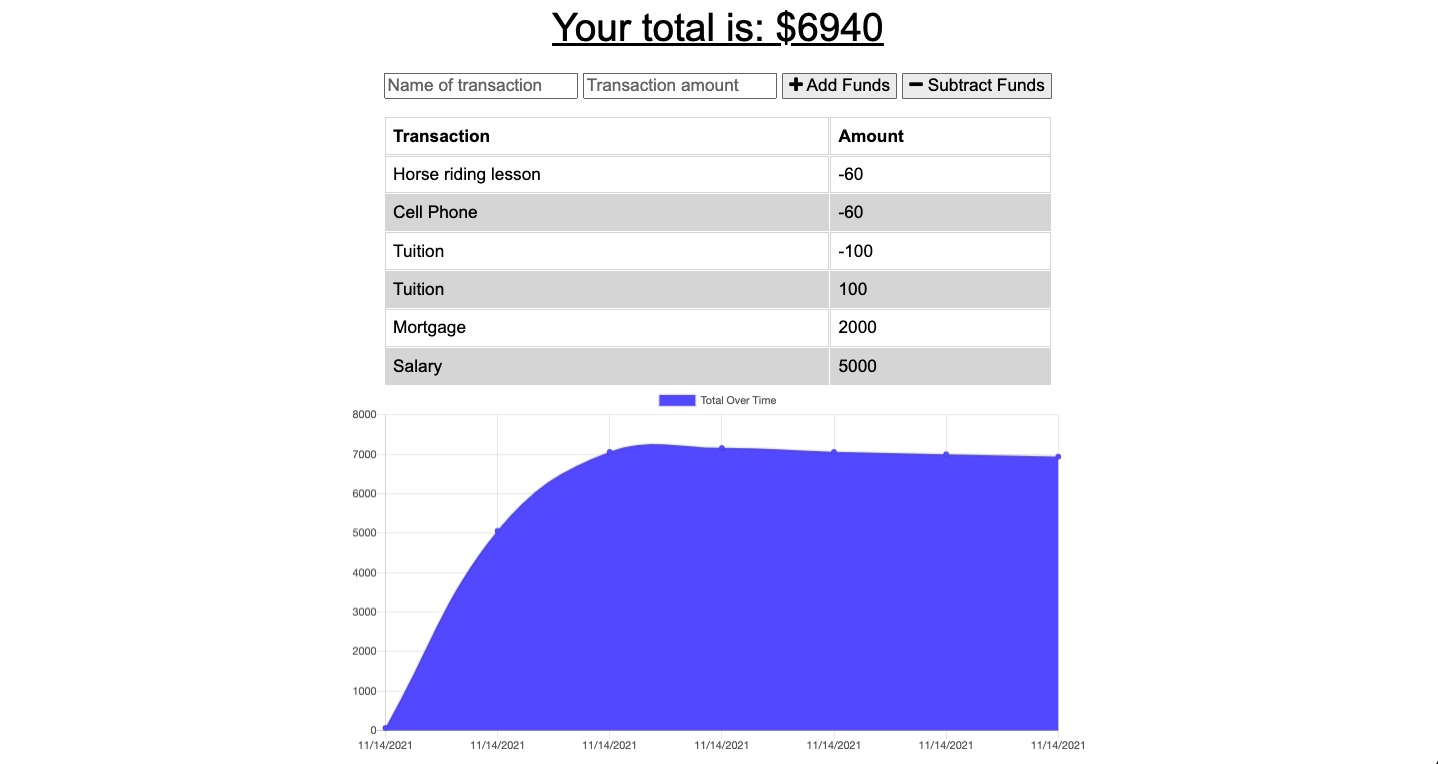 Your total is: $6940
Name of transaction Transaction amount Add Funds Subtract Funds
Transaction Amount
Horse riding lesson -60
Cell Phone -60
Tuition -100
Tuition 100
Mortgage 2000
Salary 5000
Total Over Time
8000
7000
6000
5000
4000
3000
2000
1000
0
11/14/2021 11/14/2021 11/14/2021 11/14/2021 11/14/2021 11/14/2021 11/14/2021